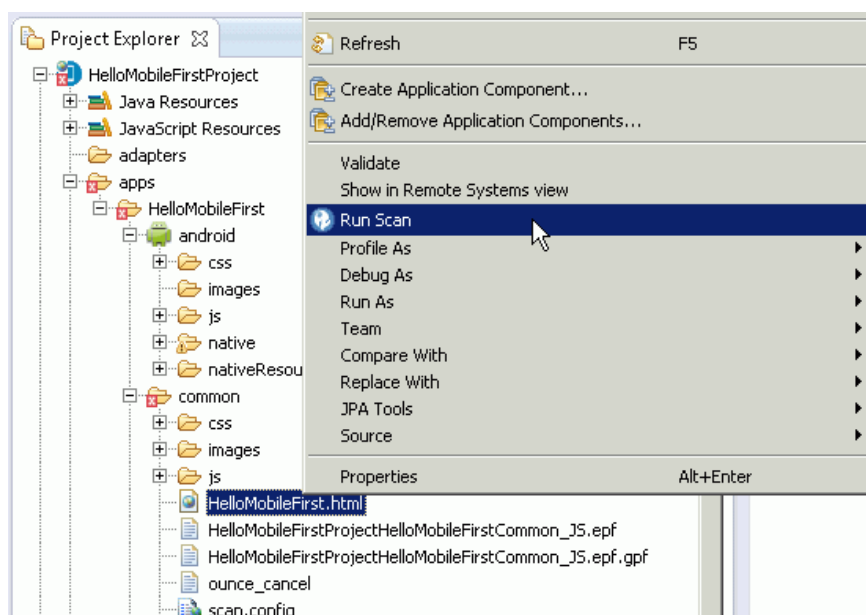 Project Explorer
HelloMobileFirstProject
Java Resources
JavaScript Resources
adapters
apps
HelloMobileFirst
android
css
images
js
native
nativeResou
common
css
images
js
HelloMobileFirst.html
HelloMobileFirstProjectHelloMobileFirstCommon_JS.epf
HelloMobileFirstProjectHelloMobileFirstCommon_JS.epf.gpf
ounce_cancel
scan.config
Refresh F5
Create Application Component...
Add/Remove Application Components...
Validate
Show in Remote Systems view
Run Scan
Profile As
Debug As
Run As
Team
Compare With
Replace With
JPA Tools
Source
Properties Alt+Enter